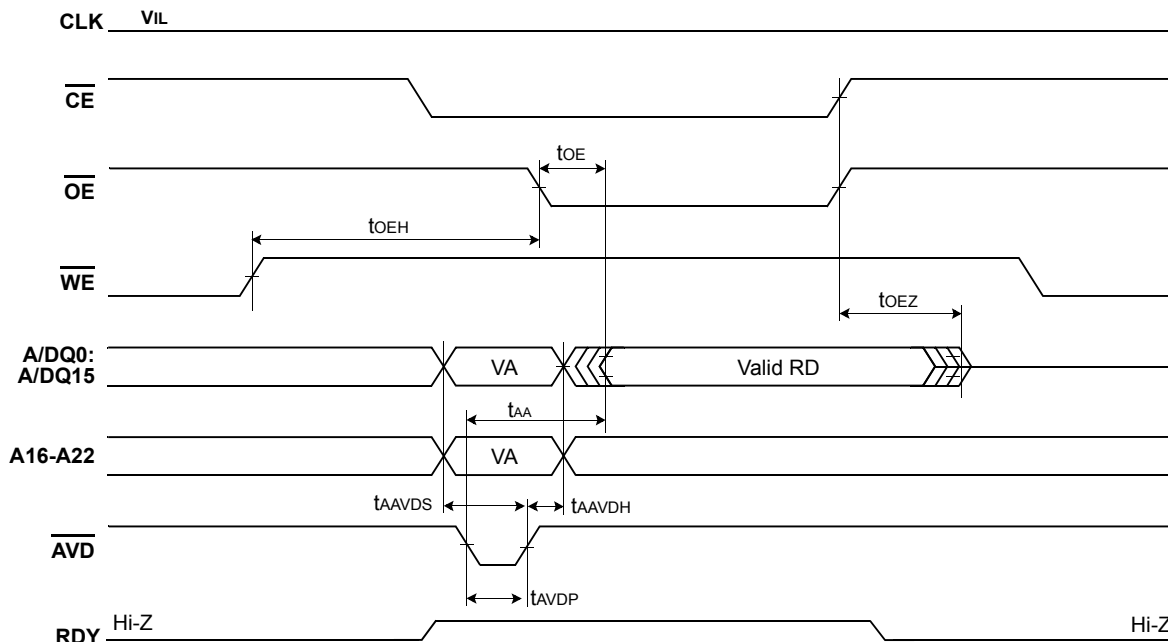 CLK VIL
CE
OE tOE
tOEH
WE
tOEZ
A/DQ0:
A/DQ15 VA Valid RD
tAA
A16-A22 VA
tAAVDS tAAVDH
AVD
tAVDP
RDY Hi-Z Hi-Z